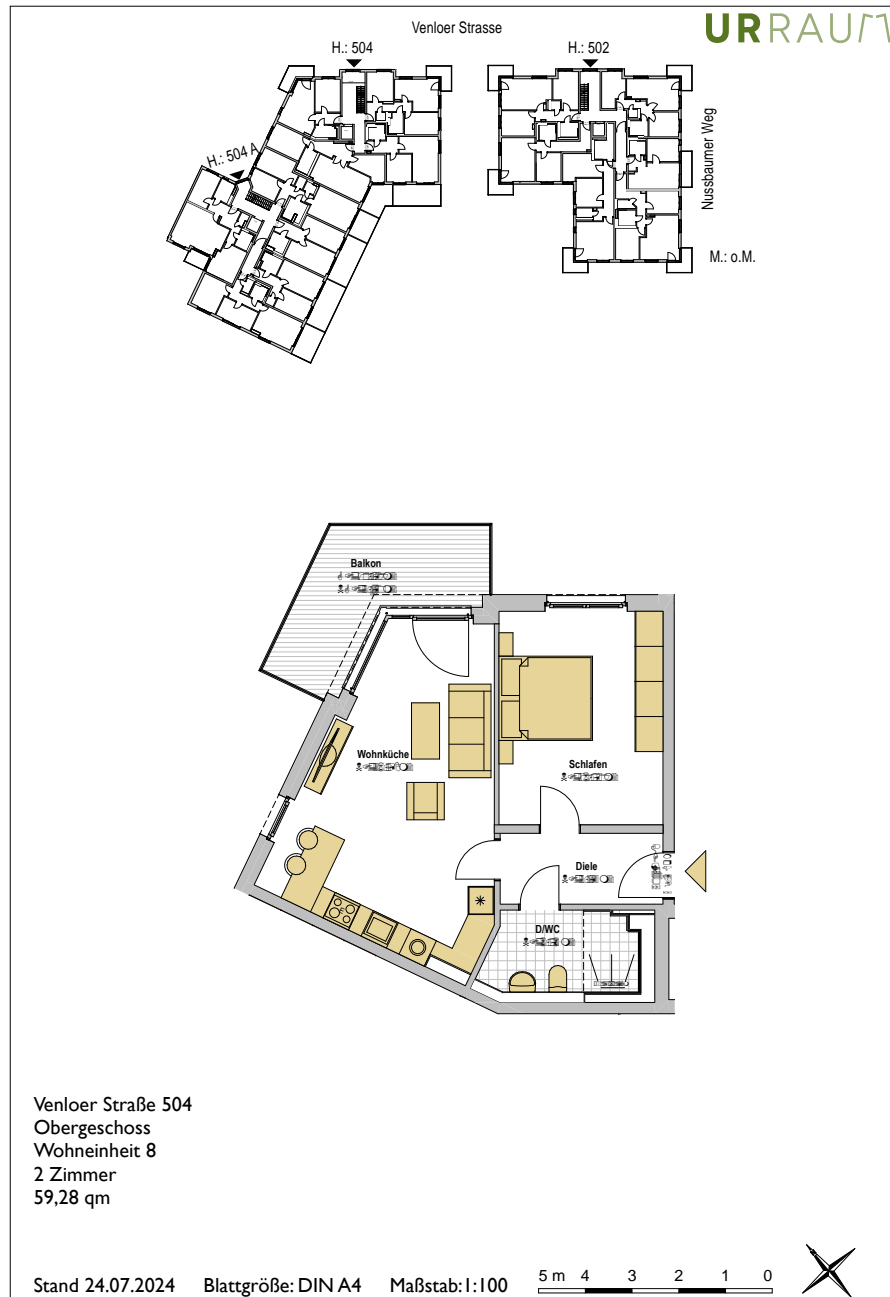 Venloer Strasse
URRAUM
H.: 504
H.: 502
H.: 504 A
Nussbaumer Weg
M.: o.M.
Balkon
Wohnküche
Schlafen
Diele
D/WC
Venloer Straße 504
Obergeschoss
Wohneinheit 8
2 Zimmer
59,28 qm
Stand 24.07.2024 Blattgröße: DIN A4 Maßstab:1:100
5 m 4 3 2 1 0